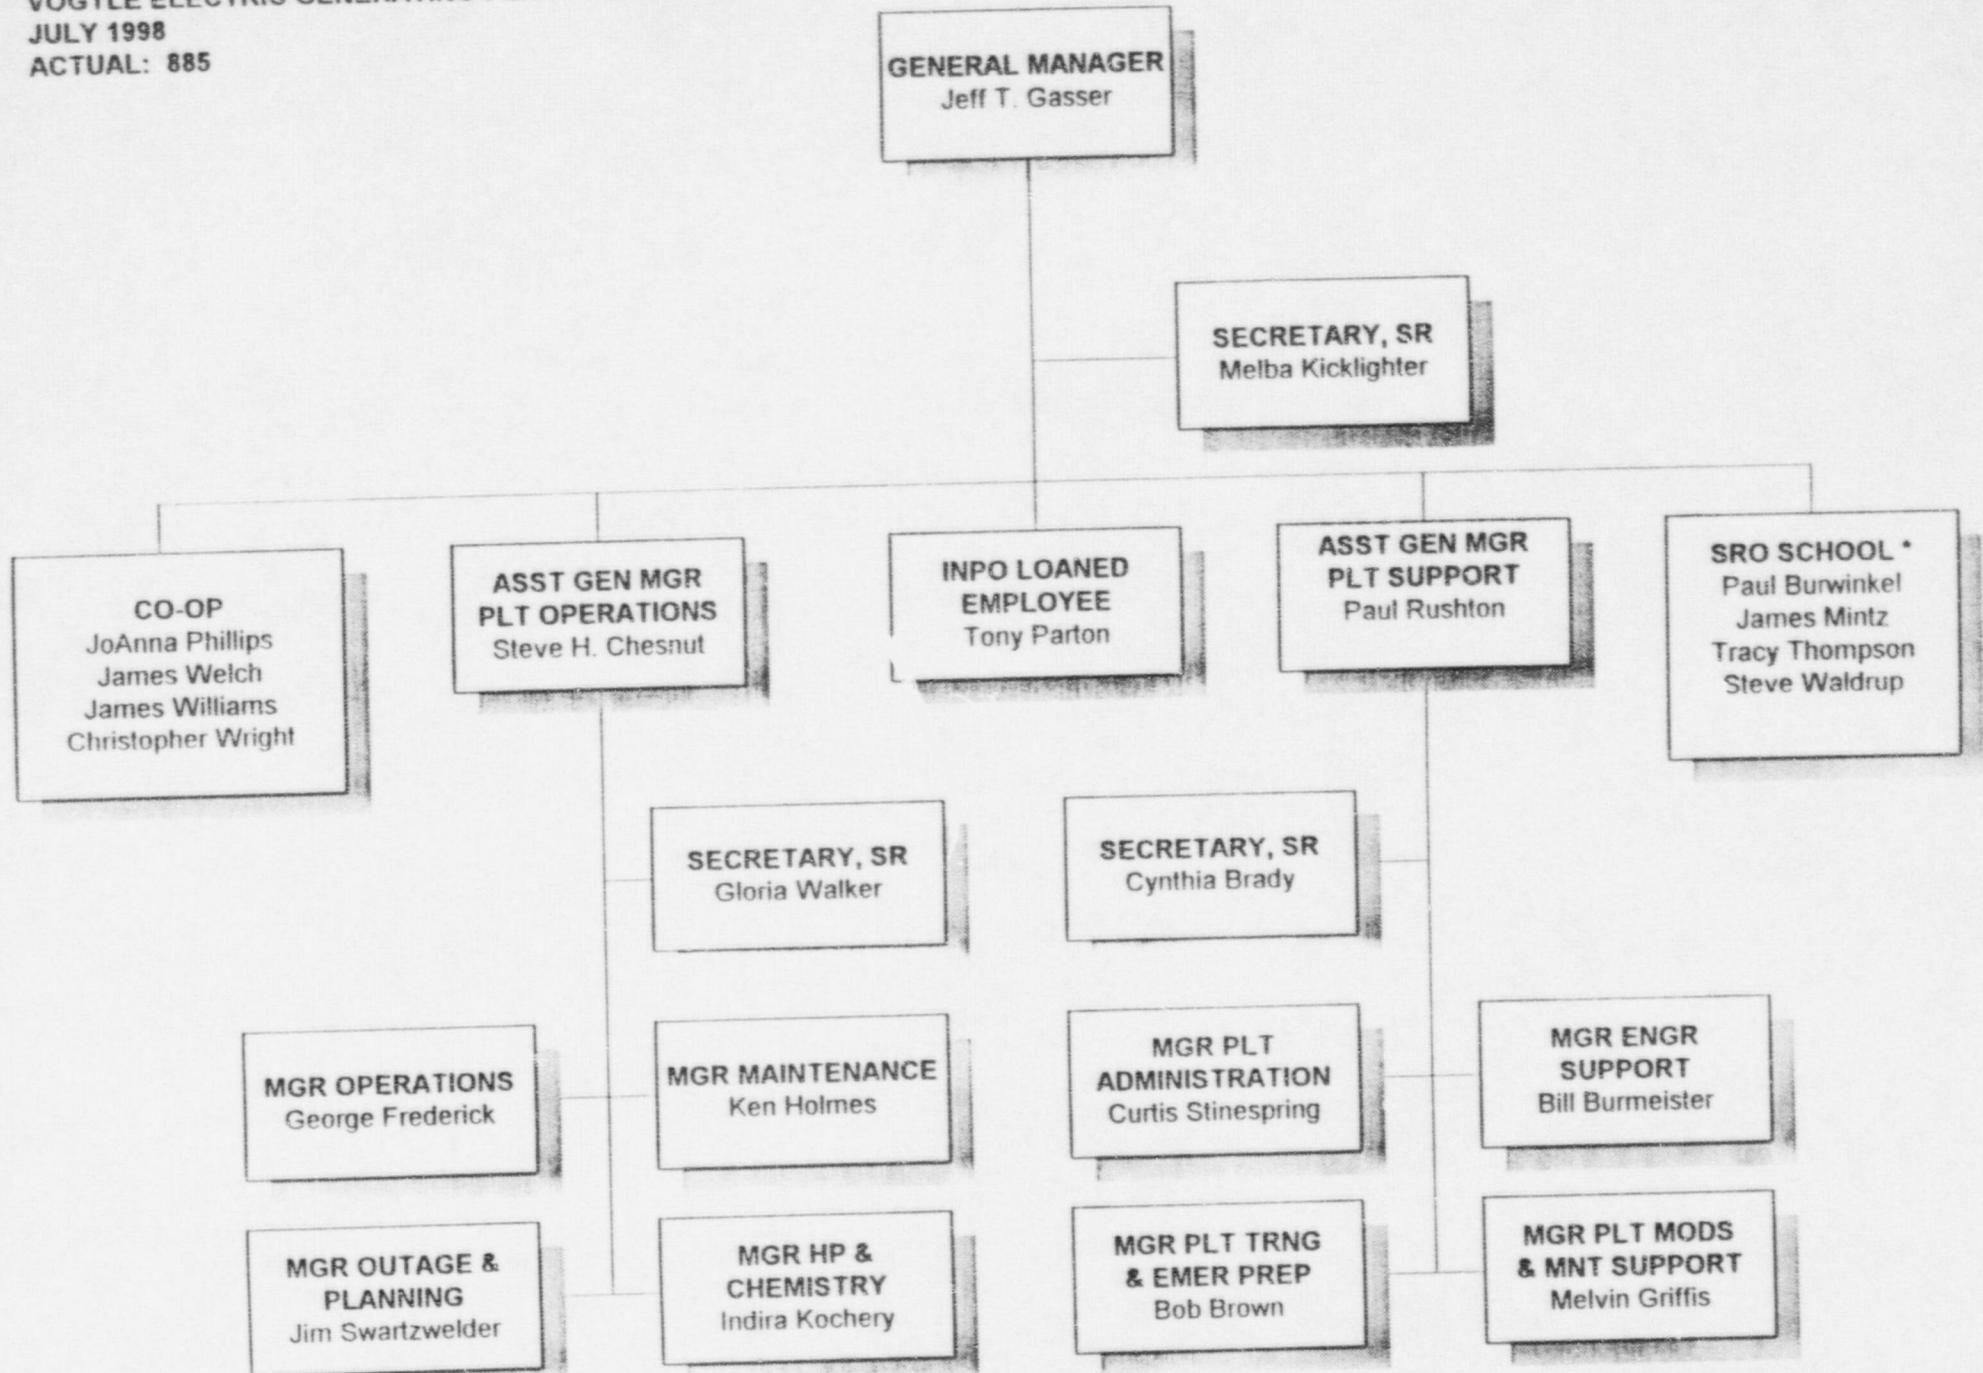 VOGTLE ELECTRIC GENERATING
JULY 1998
ACTUAL: 885
GENERAL MANAGER
Jeff T. Gasser
SECRETARY, SR
Melba Kicklighter
CO-OP
JoAnna Phillips
James Welch
James Williams
Christopher Wright
ASST GEN MGR
PLT OPERATIONS
Steve H. Chesnut
INPO LOANED
EMPLOYEE
Tony Parton
ASST GEN MGR
PLT SUPPORT
Paul Rushton
SRO SCHOOL *
Paul Burwinkel
James Mintz
Tracy Thompson
Steve Waldrup
SECRETARY, SR
Gloria Walker
SECRETARY, SR
Cynthia Brady
MGR OPERATIONS
George Frederick
MGR MAINTENANCE
Ken Holmes
MGR PLT
ADMINISTRATION
Curtis Stinespring
MGR ENGR
SUPPORT
Bill Burmeister
MGR OUTAGE &
PLANNING
Jim Swartzwelder
MGR HP &
CHEMISTRY
Indira Kochery
MGR PLT TRNG
& EMER PREP
Bob Brown
MGR PLT MODS
& MNT SUPPORT
Melvin Griffis